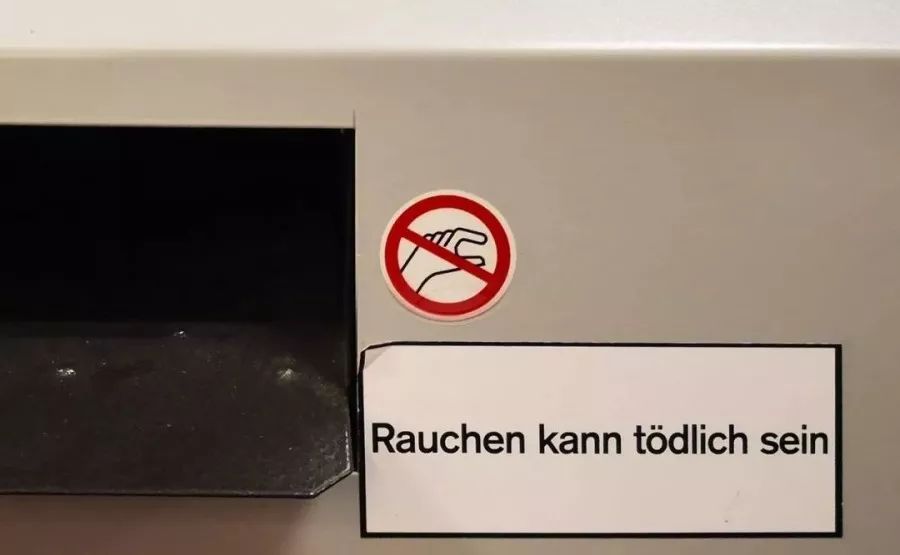 Rauchen kann tödlich sein